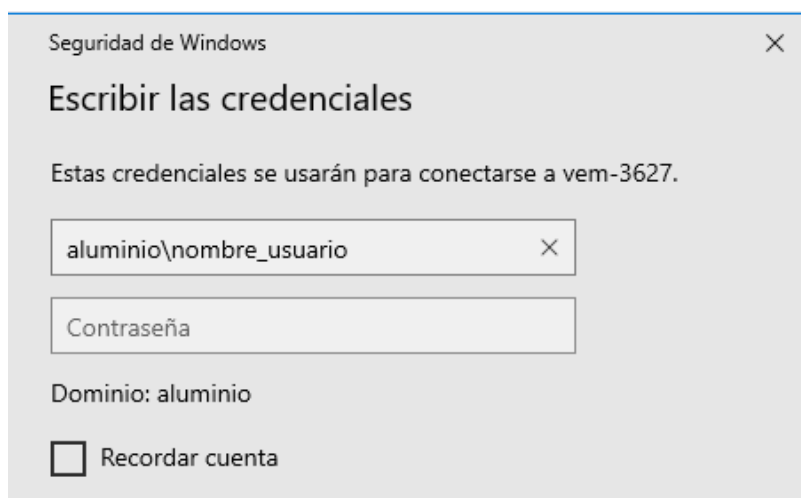 Seguridad de Windows
Escribir las credenciales
Estas credenciales se usarán para conectarse a vem-3627.
aluminio\nombre_usuario
Contraseña
Dominio: aluminio
Recordar cuenta